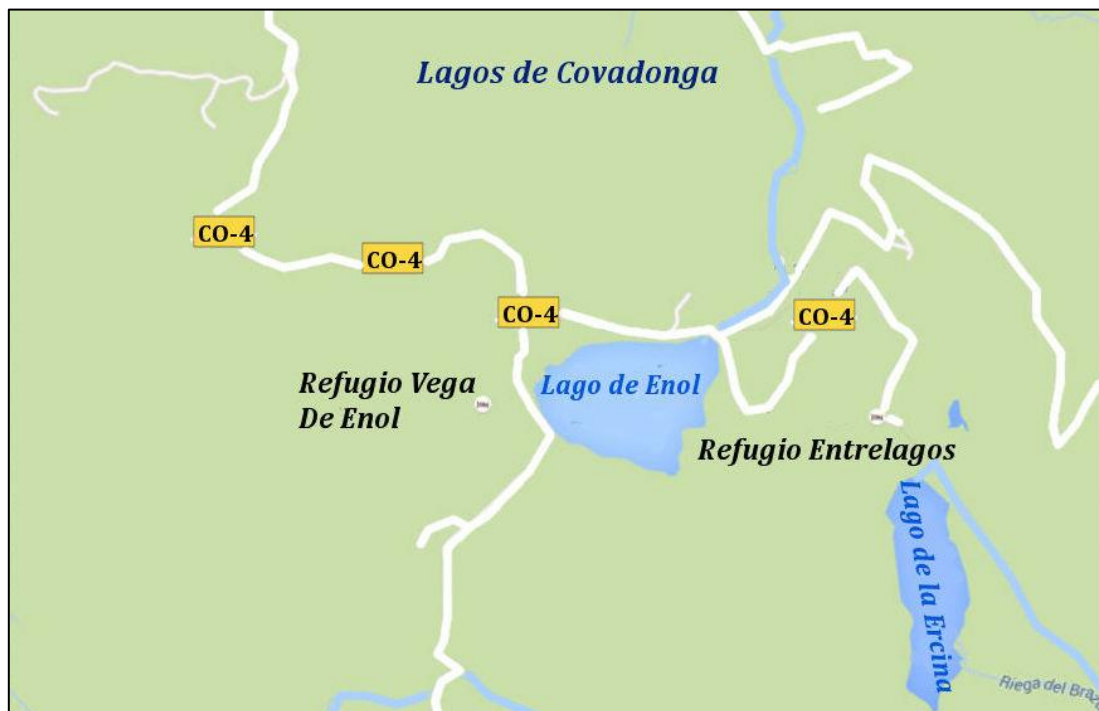 Lagos de Covadonga
CO-4
CO-4
CO-4
CO-4
Refugio Vega
De Enol
Lago de Enol
Refugio Entrelagos
Lago de la Ercina
Riega del